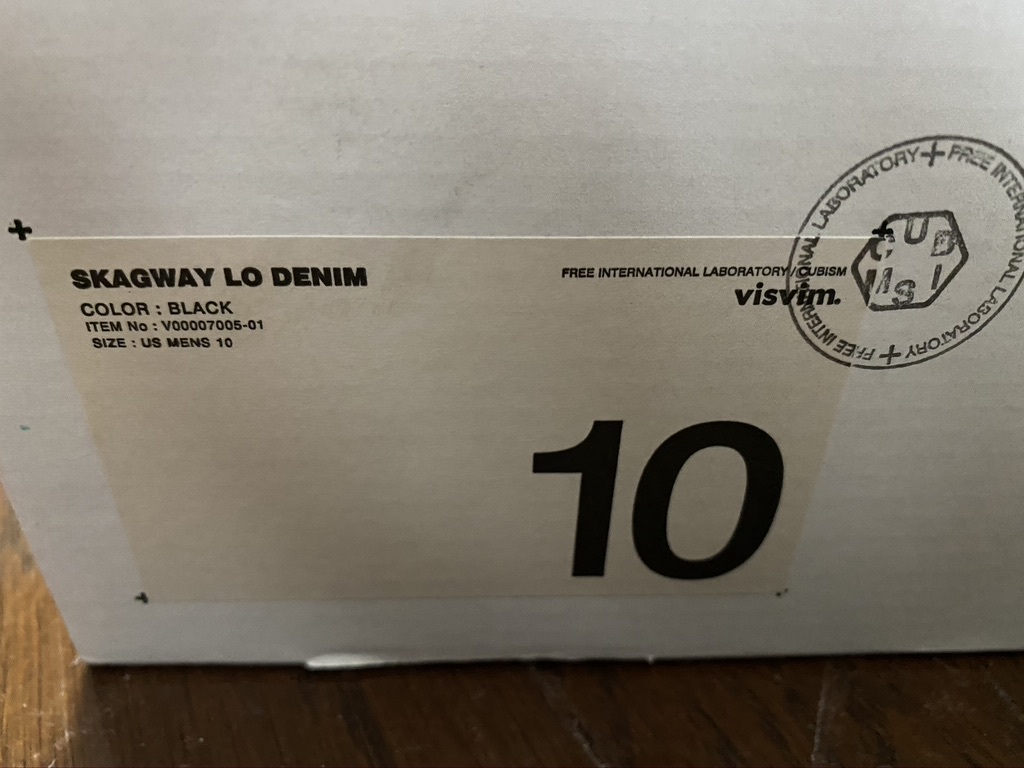 SKAGWAY LO DENIM
COLOR : BLACK
ITEM No : V00007005-01
SIZE : US MENS 10
FREE INTERNATIONAL LABORATORY / CUBISM
visvim.
10
FREE INTERNATIONAL LABORATORY + FREE INTERNATIONAL LABORATORY +
CUBISM